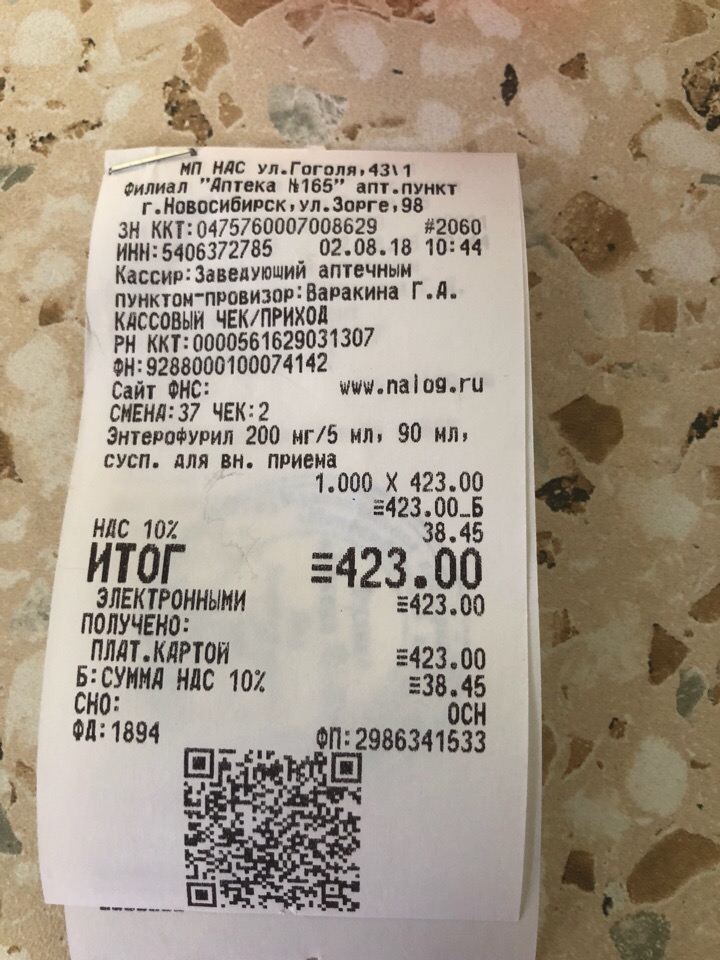 МП НАС ул.Гоголя,43\1
Филиал "Аптека №165" апт.пункт
г.Новосибирск,ул.Зорге,98
ЗН ККТ:0475760007008629 #2060
ИНН:5406372785 02.08.18 10:44
Кассир:Заведующий аптечным
пунктом-провизор:Варакина Г.А.
КАССОВЫЙ ЧЕК/ПРИХОД
РН ККТ:0000561629031307
ФН:9288000100074142
Сайт ФНС: www.nalog.ru
СМЕНА:37 ЧЕК:2
Энтерофурил 200 мг/5 мл, 90 мл,
сусп. для вн. приема
1.000 X 423.00
≡423.00_Б
НДС 10% 38.45
ИТОГ ≡423.00
ЭЛЕКТРОННЫМИ ≡423.00
ПОЛУЧЕНО:
ПЛАТ.КАРТОЙ ≡423.00
Б:СУММА НДС 10% ≡38.45
СНО: ОСН
ФД:1894 ФП:2986341533